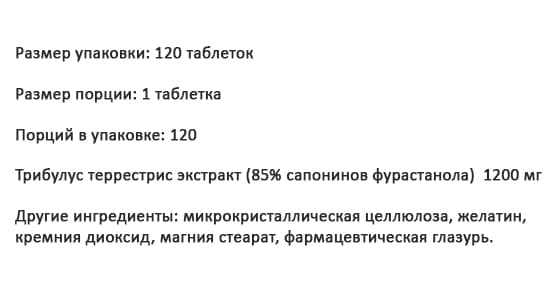 Размер упаковки: 120 таблеток
Размер порции: 1 таблетка
Порций в упаковке: 120
Трибулус террестрис экстракт (85% сапонинов фурастанола)  1200 мг
Другие ингредиенты: микрокристаллическая целлюлоза, желатин,
кремния диоксид, магния стеарат, фармацевтическая глазурь.